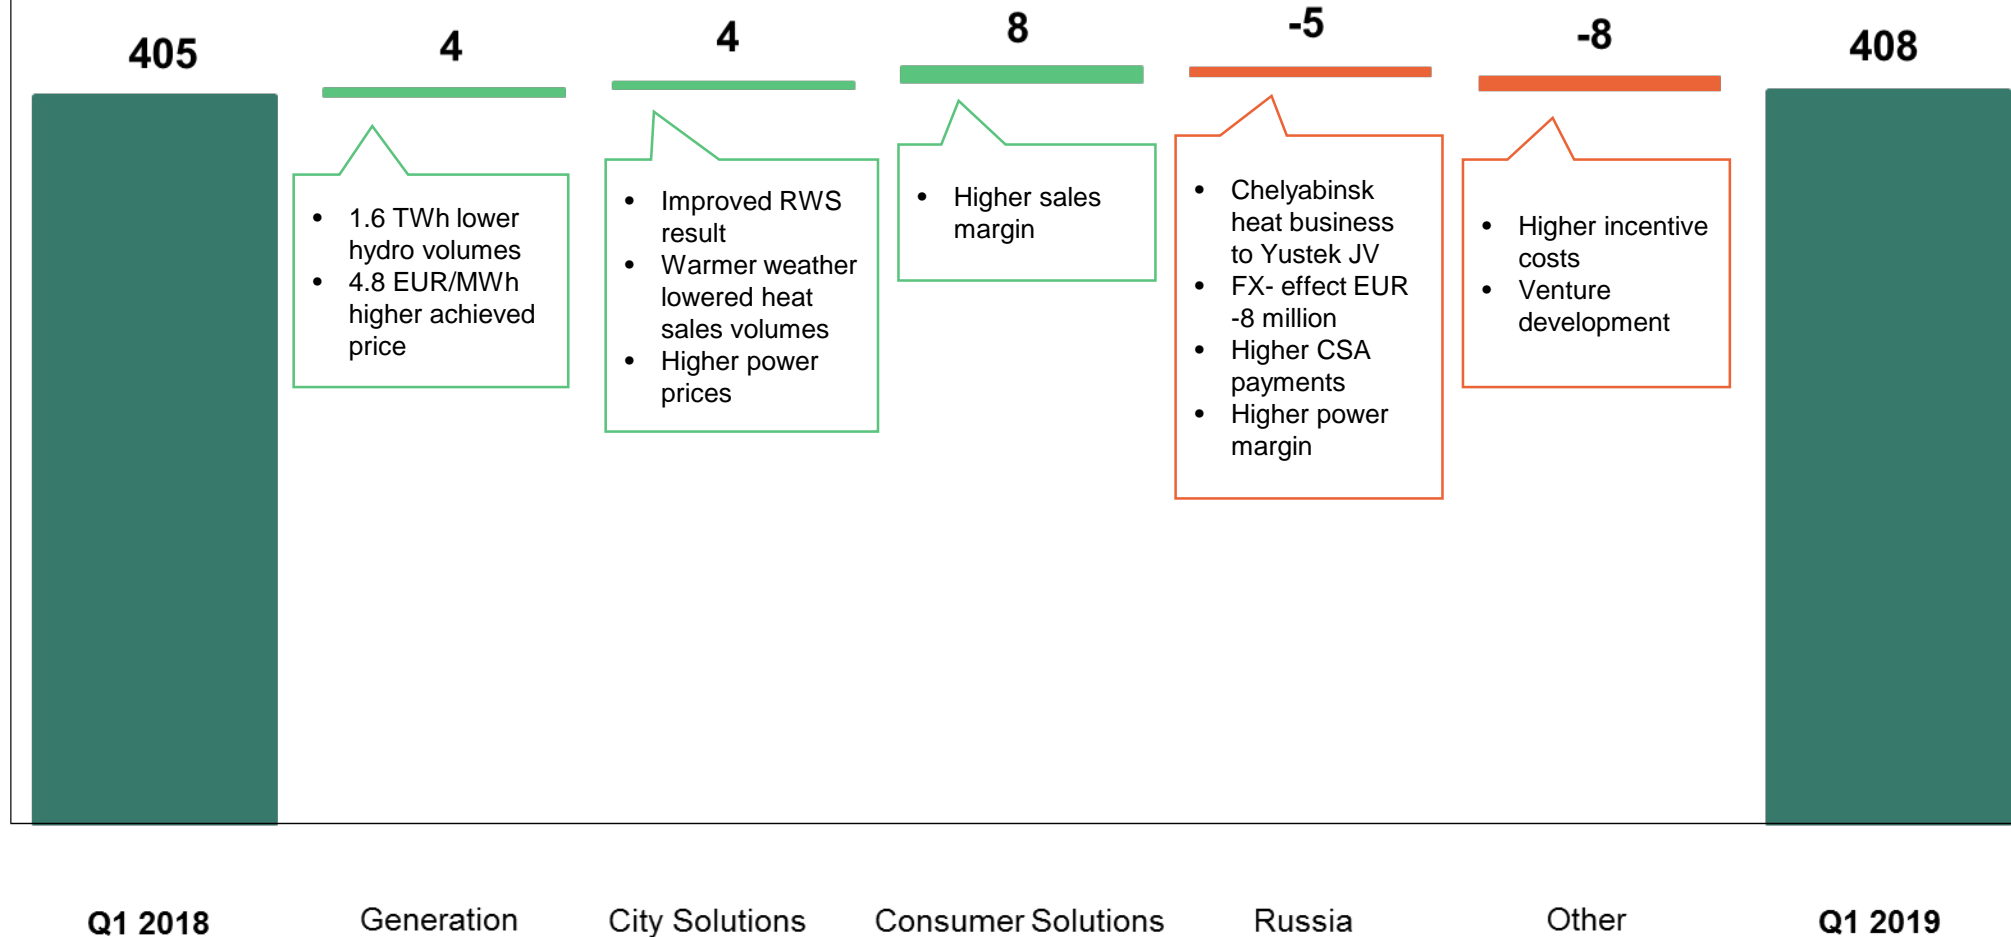 405
4
4
8
-5
-8
408
• 1.6 TWh lower
hydro volumes
• 4.8 EUR/MWh
higher achieved
price
• Improved RWS
result
• Warmer weather
lowered heat
sales volumes
• Higher power
prices
• Higher sales
margin
• Chelyabinsk
heat business
to Yustek JV
• FX- effect EUR
-8 million
• Higher CSA
payments
• Higher power
margin
• Higher incentive
costs
• Venture
development
Q1 2018
Generation
City Solutions
Consumer Solutions
Russia
Other
Q1 2019